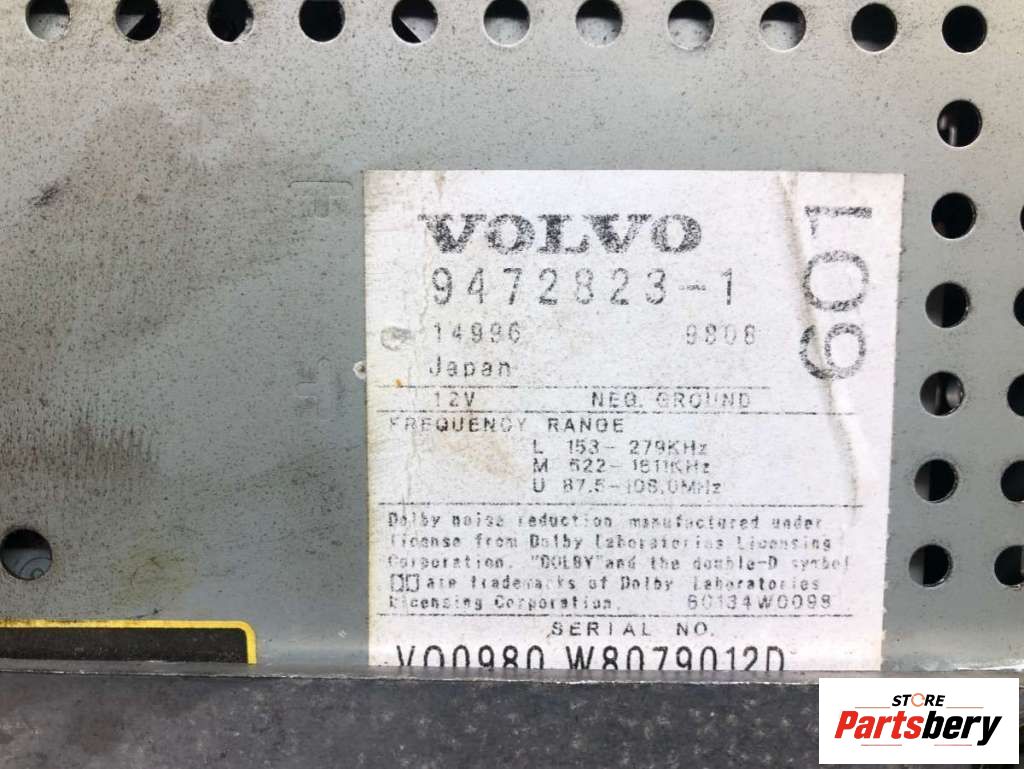 VOLVO
9472823-1
14996 9808
Japan
601
12V NEG. GROUND
FREQUENCY RANGE
L 153-279KHz
M 522-1611KHz
U 87.5-108.0MHz
Dolby noise reduction manufactured under
license from Dolby Laboratories Licensing
Corporation. "DOLBY" and the double-D symbol
are trademarks of Dolby Laboratories
Licensing Corporation. 60134W0098
SERIAL NO.
V00980 W8079012D
STORE
Partsbery